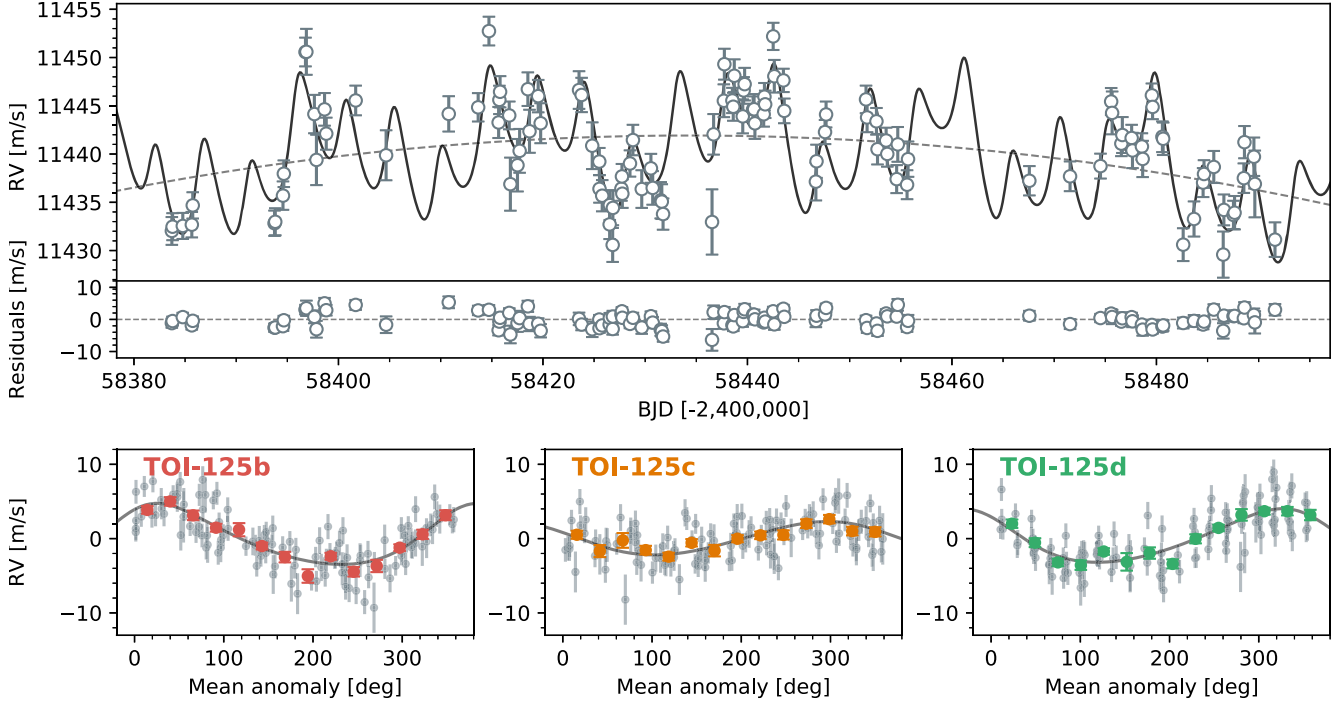 11455
11450
11445
11440
11435
11430
RV [m/s]
10
0
−10
Residuals [m/s]
58380 58400 58420 58440 58460 58480
BJD [-2,400,000]
TOI-125b TOI-125c TOI-125d
10 10 10
0 0 0
−10 −10 −10
RV [m/s]
0 100 200 300 0 100 200 300 0 100 200 300
Mean anomaly [deg] Mean anomaly [deg] Mean anomaly [deg]